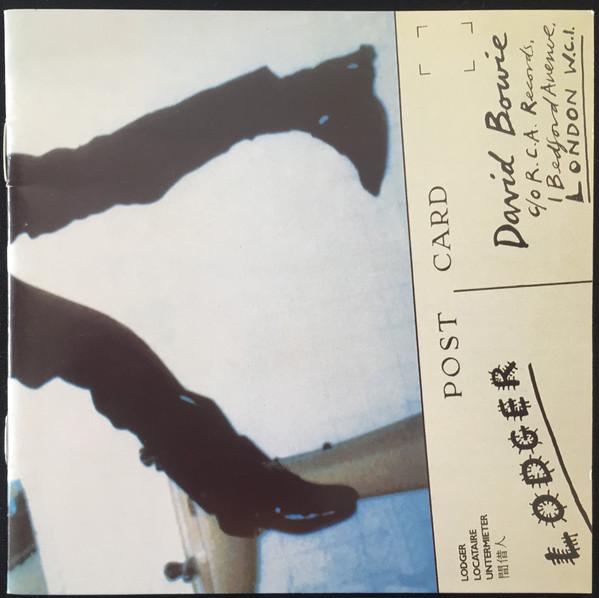 POST CARD
LODGER
LOCATAIRE
UNTERMIETER
間借人
LODGER
David Bowie
c/o R.C.A. Records,
1 Bedford Avenue,
LONDON W.C.1.